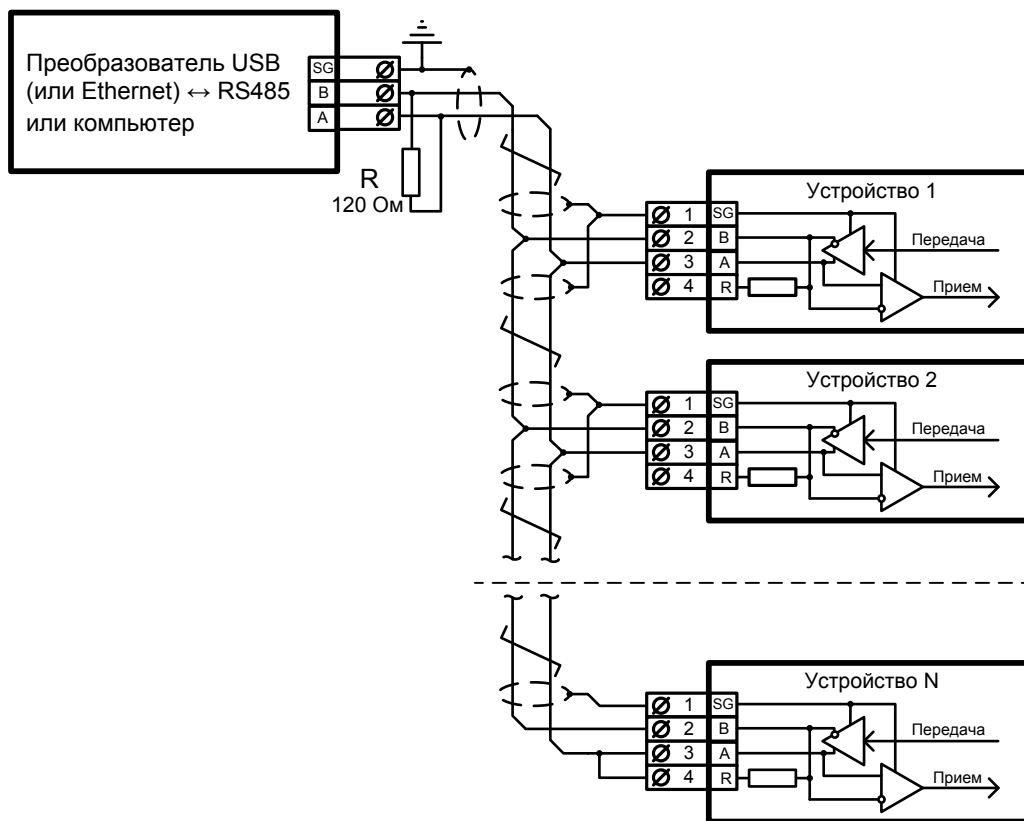 Преобразователь USB
(или Ethernet) ↔ RS485
или компьютер
SG
B
A
R
120 Ом
Устройство 1
1 SG
2 B
3 A
4 R
Передача
Прием
Устройство 2
1 SG
2 B
3 A
4 R
Передача
Прием
Устройство N
1 SG
2 B
3 A
4 R
Передача
Прием